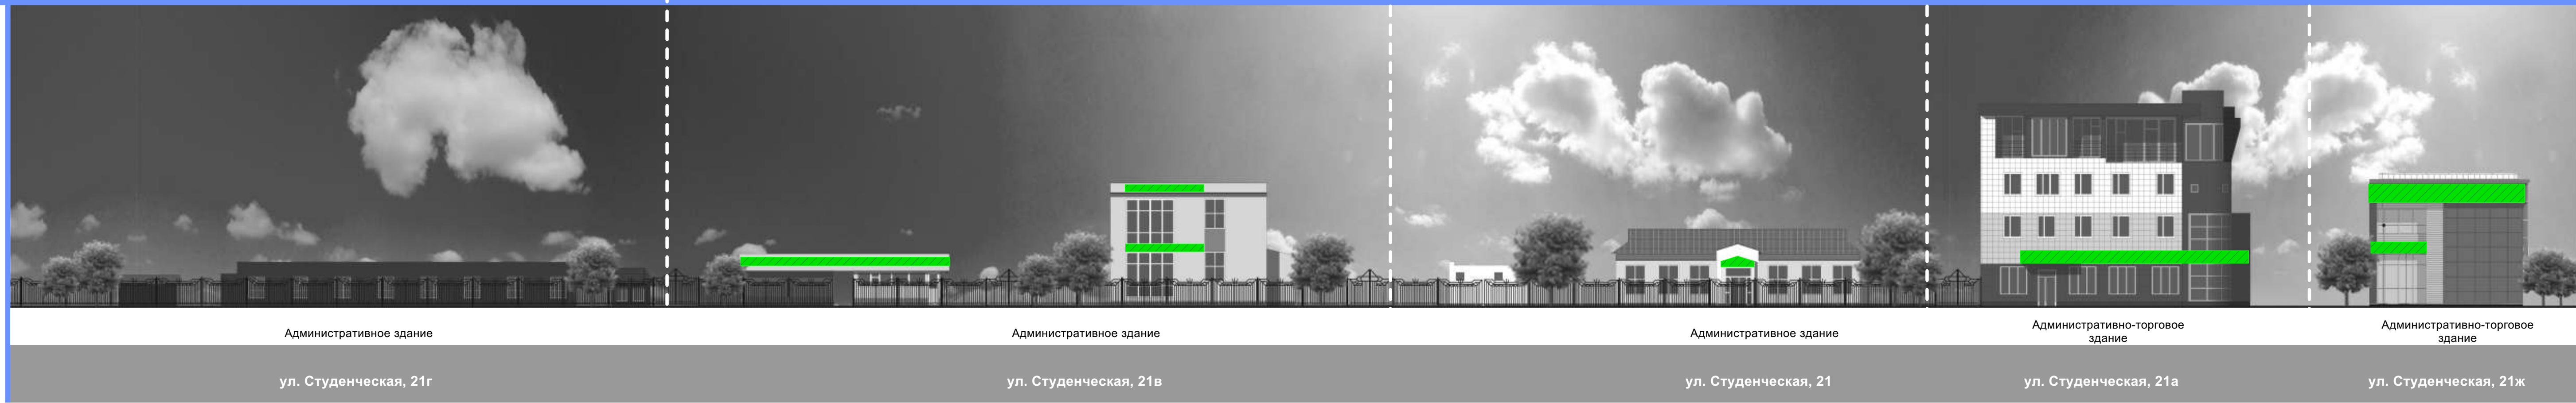 Административное здание
Административное здание
Административное здание
Административно-торговое
здание
Административно-торговое
здание
ул. Студенческая, 21г
ул. Студенческая, 21в
ул. Студенческая, 21
ул. Студенческая, 21а
ул. Студенческая, 21ж